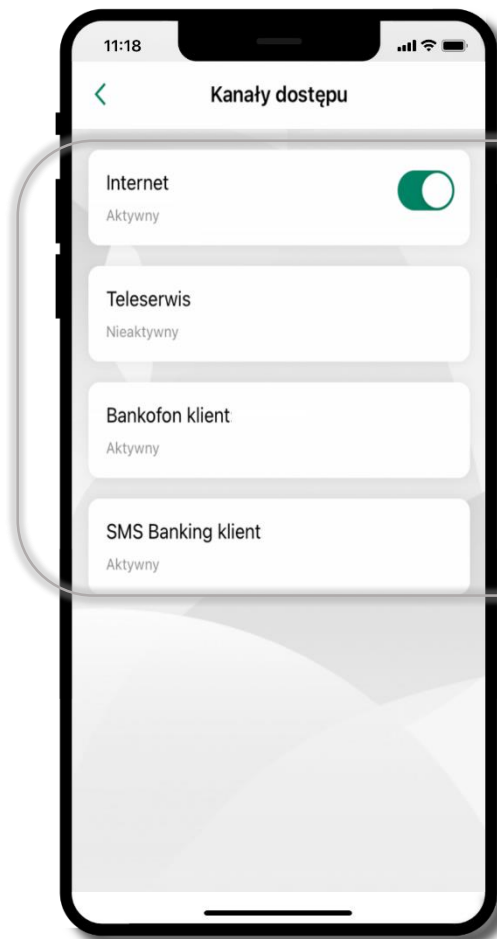 11:18
Kanały dostępu
Internet
Aktywny
Teleserwis
Nieaktywny
Bankofon klient
Aktywny
SMS Banking klient
Aktywny